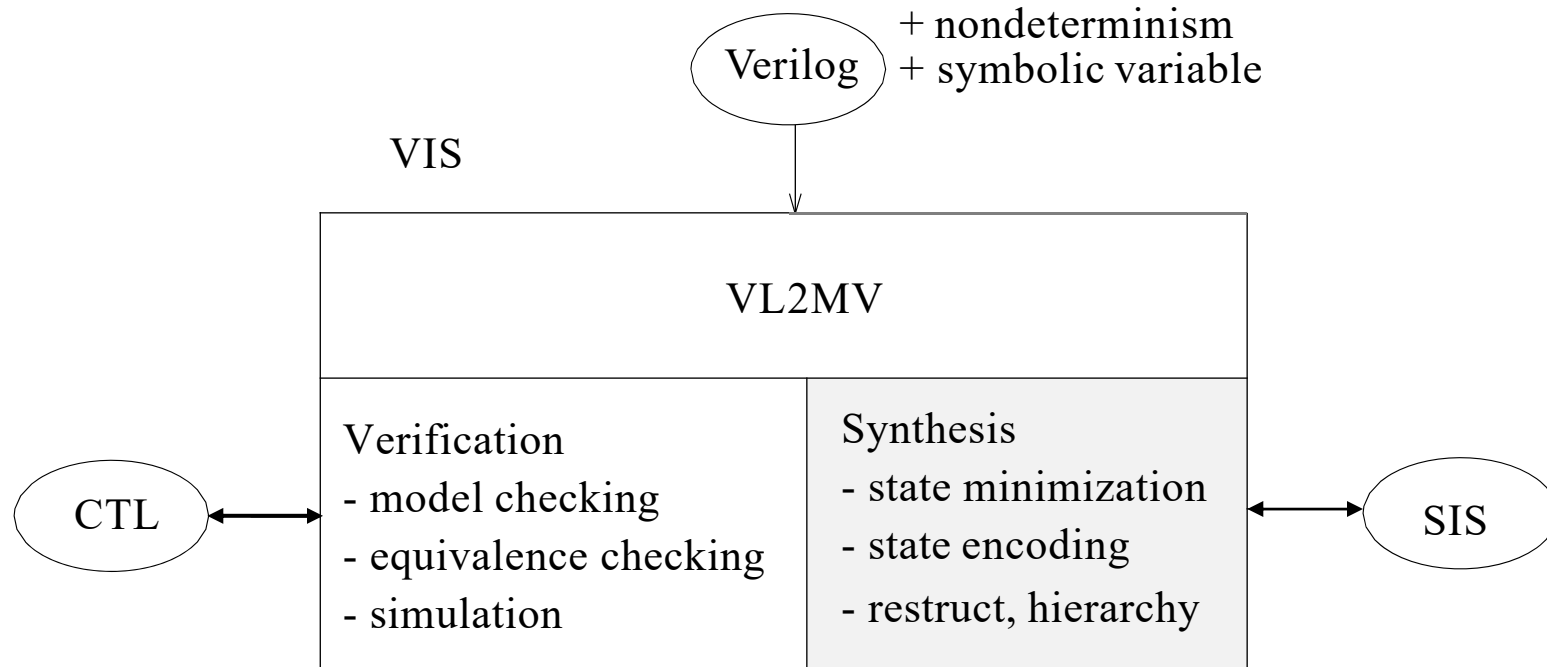 Verilog
+ nondeterminism
+ symbolic variable
VIS
VL2MV
Verification
- model checking
- equivalence checking
- simulation
Synthesis
- state minimization
- state encoding
- restruct, hierarchy
CTL
SIS